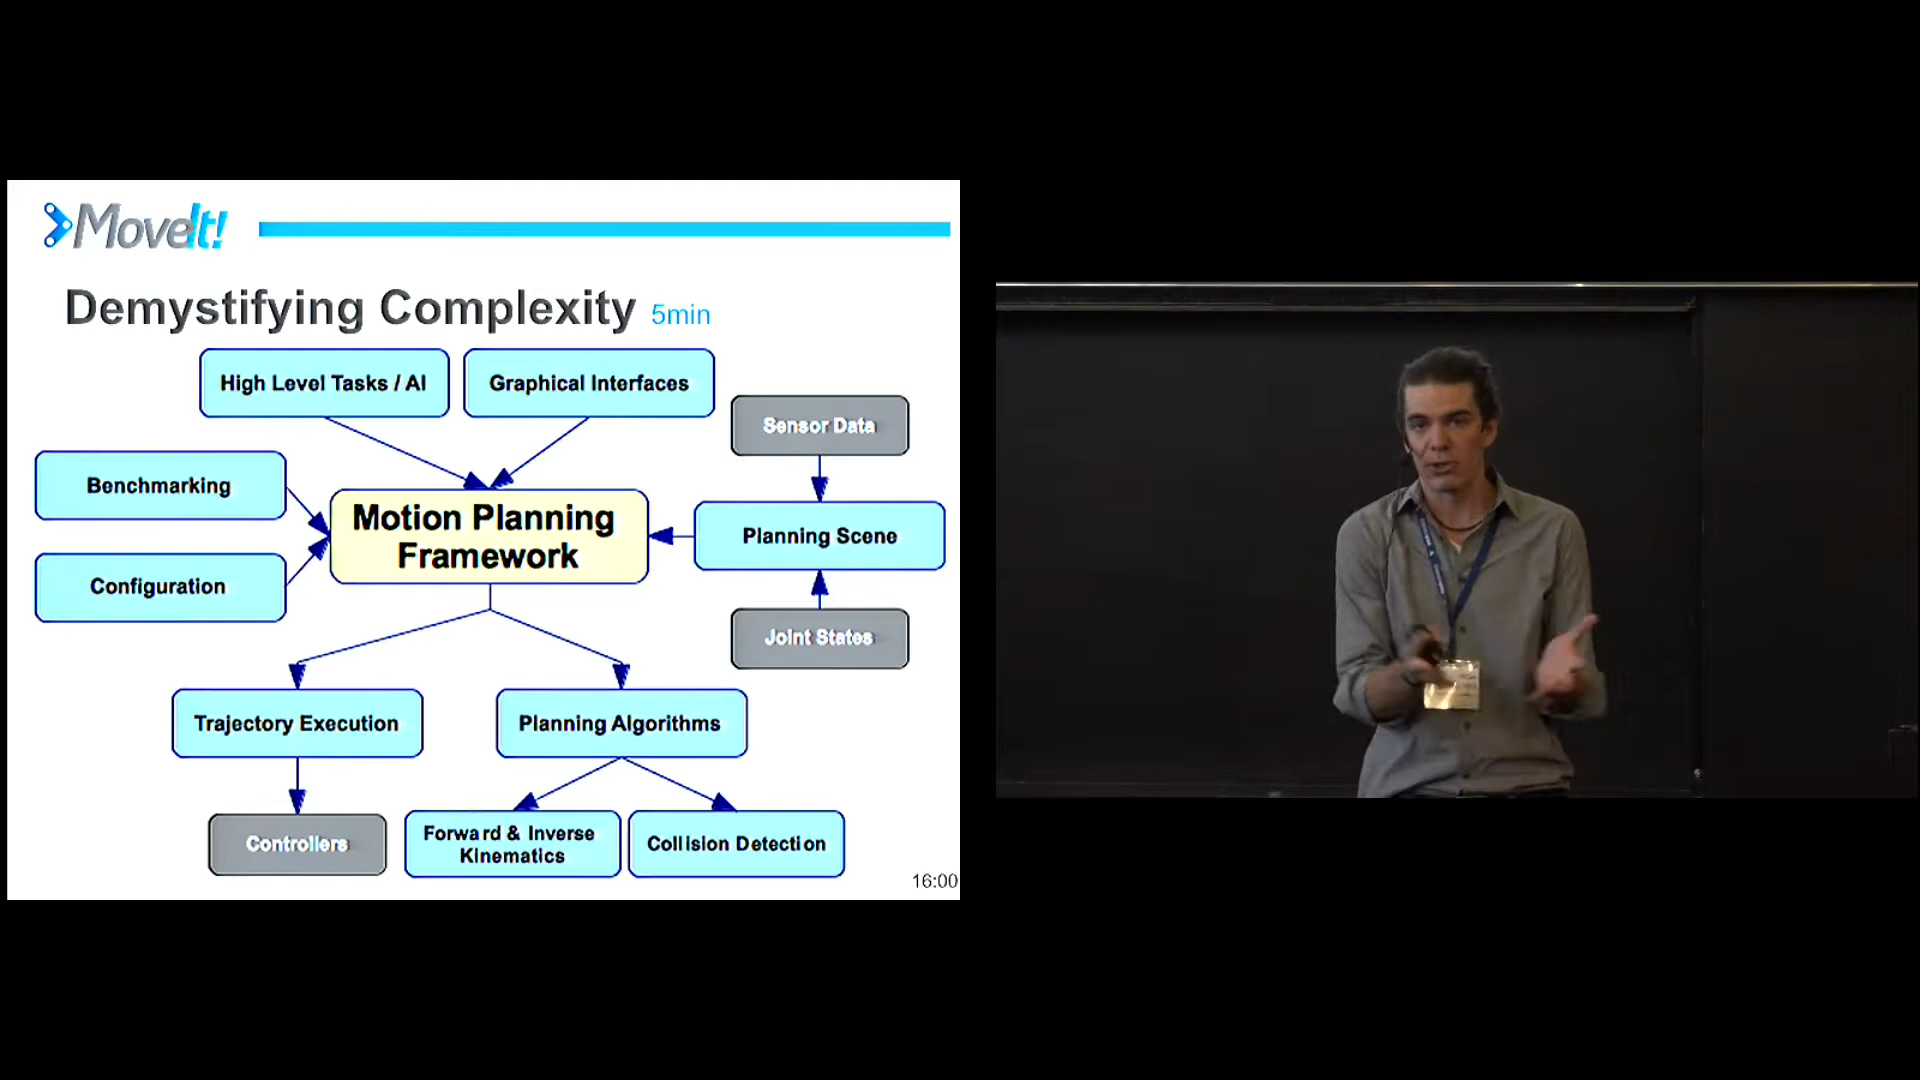 MoveIt!
Demystifying Complexity 5min
High Level Tasks / AI
Graphical Interfaces
Sensor Data
Benchmarking
Motion Planning
Framework
Planning Scene
Configuration
Joint States
Trajectory Execution
Planning Algorithms
Controllers
Forward & Inverse
Kinematics
Collision Detection
16:00